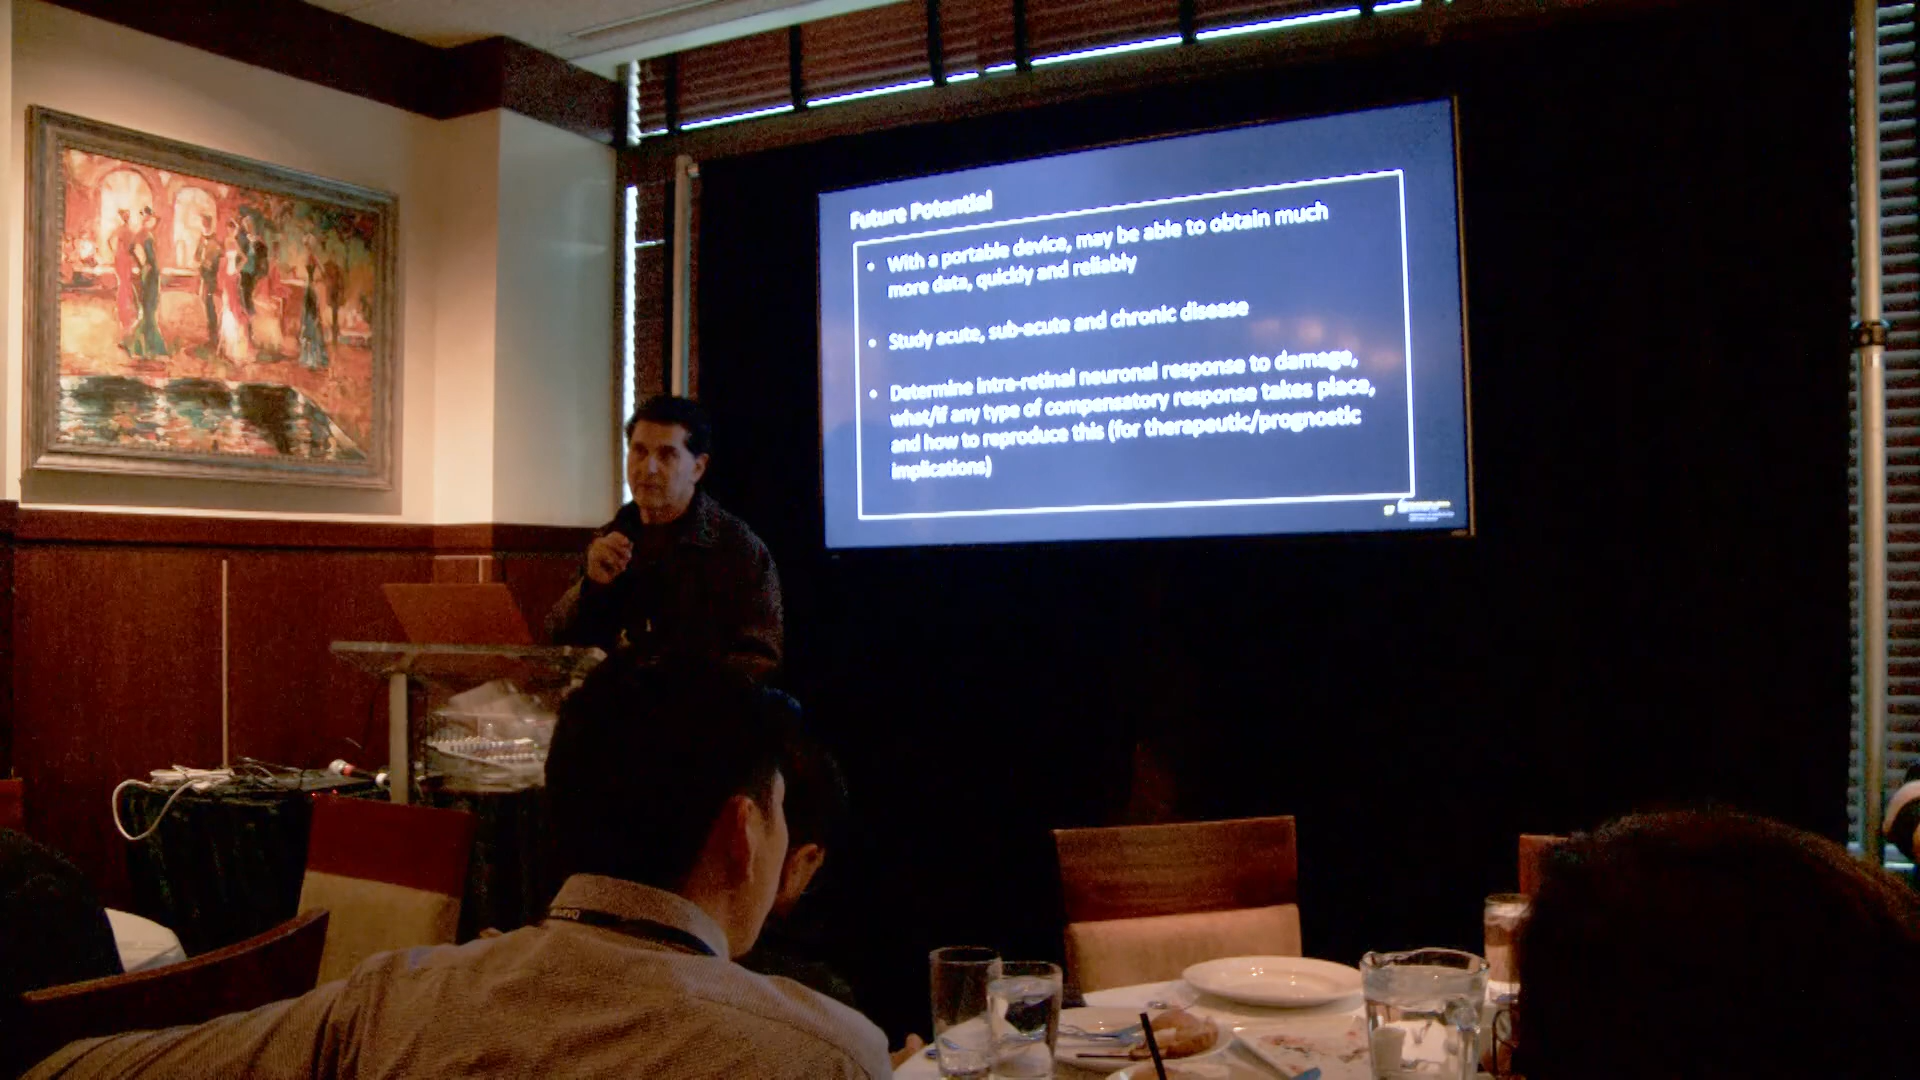 Future Potential
• With a portable device, may be able to obtain much
more data, quickly and reliably
• Study acute, sub-acute and chronic disease
• Determine intra-retinal neuronal response to damage,
what/if any type of compensatory response takes place,
and how to reproduce this (for therapeutic/prognostic
implications)